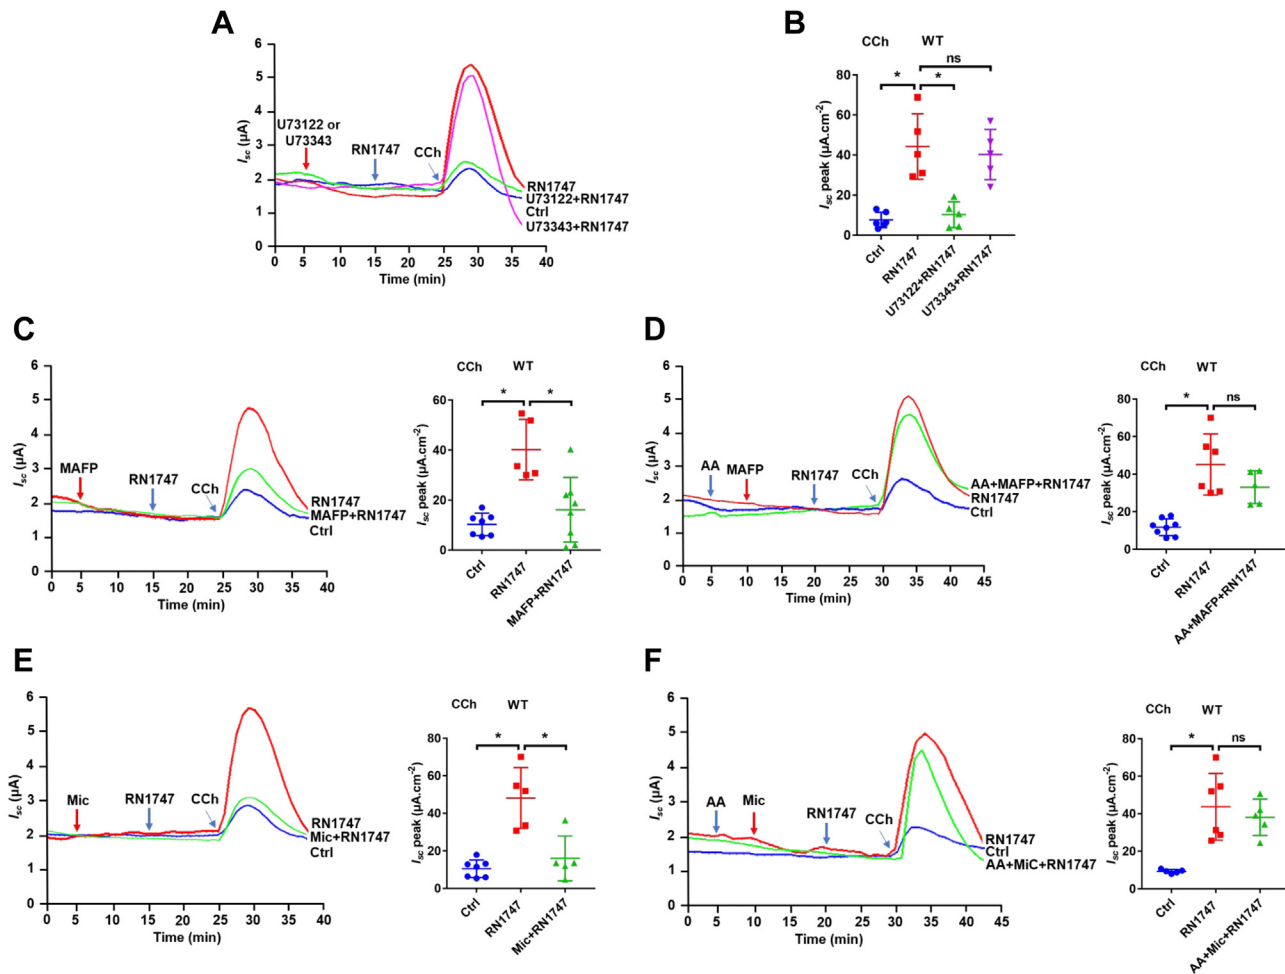 A
6
5
4
3
2
1
0
Isc (µA)
U73122 or
U73343
RN1747
CCh
RN1747
U73122+RN1747
Ctrl
U73343+RN1747
0 5 10 15 20 25 30 35 40
Time (min)
B
CCh WT
ns
* *
80
60
40
20
0
Isc peak (µA.cm⁻²)
Ctrl
RN1747
U73122+RN1747
U73343+RN1747
C
6
5
4
3
2
1
0
Isc (µA)
MAFP
RN1747
CCh
RN1747
MAFP+RN1747
Ctrl
0 5 10 15 20 25 30 35 40
Time (min)
CCh WT
* *
60
40
20
0
Isc peak (µA.cm⁻²)
Ctrl
RN1747
MAFP+RN1747
D
6
5
4
3
2
1
0
Isc (µA)
AA
MAFP
RN1747
CCh
AA+MAFP+RN1747
RN1747
Ctrl
0 5 10 15 20 25 30 35 40 45
Time (min)
CCh WT
* ns
80
60
40
20
0
Isc peak (µA.cm⁻²)
Ctrl
RN1747
AA+MAFP+RN1747
E
6
5
4
3
2
1
0
Isc (µA)
Mic
RN1747
CCh
RN1747
Mic+RN1747
Ctrl
0 5 10 15 20 25 30 35 40
Time (min)
CCh WT
* *
80
60
40
20
0
Isc peak (µA.cm⁻²)
Ctrl
RN1747
Mic+RN1747
F
6
5
4
3
2
1
0
Isc (µA)
AA
Mic
RN1747
CCh
RN1747
Ctrl
AA+MiC+RN1747
0 5 10 15 20 25 30 35 40 45
Time (min)
CCh WT
* ns
80
60
40
20
0
Isc peak (µA.cm⁻²)
Ctrl
RN1747
AA+Mic+RN1747